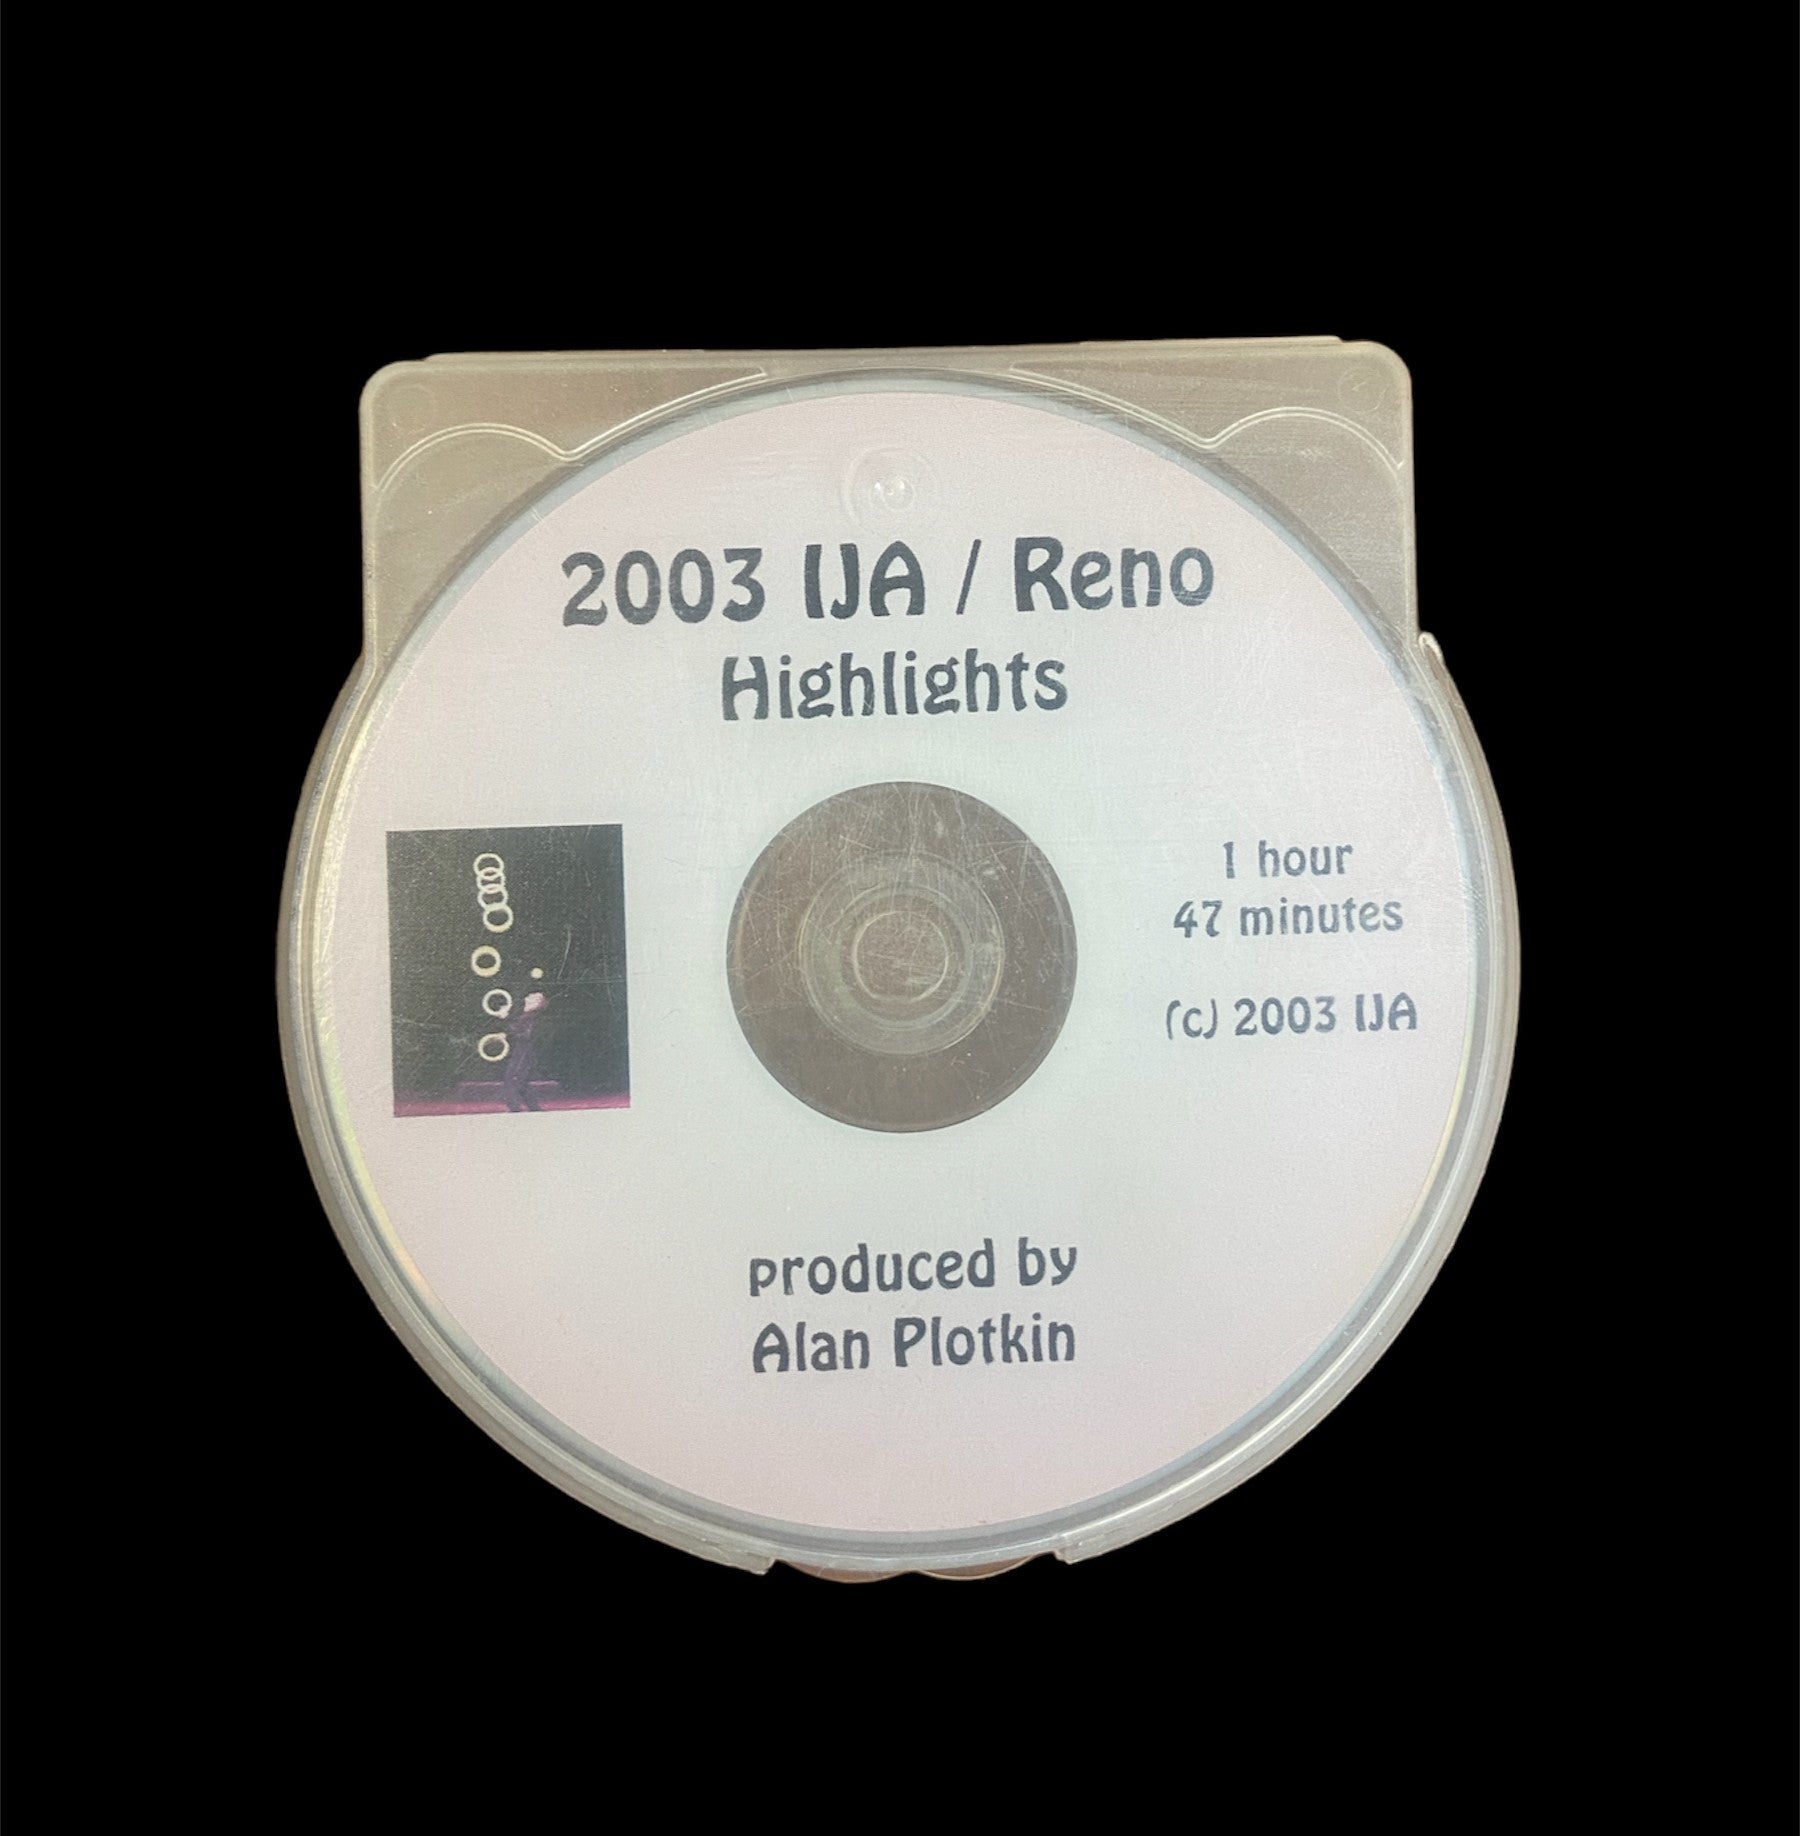 2003 IJA / Reno
Highlights
1 hour
47 minutes
(c) 2003 IJA
produced by
Alan Plotkin